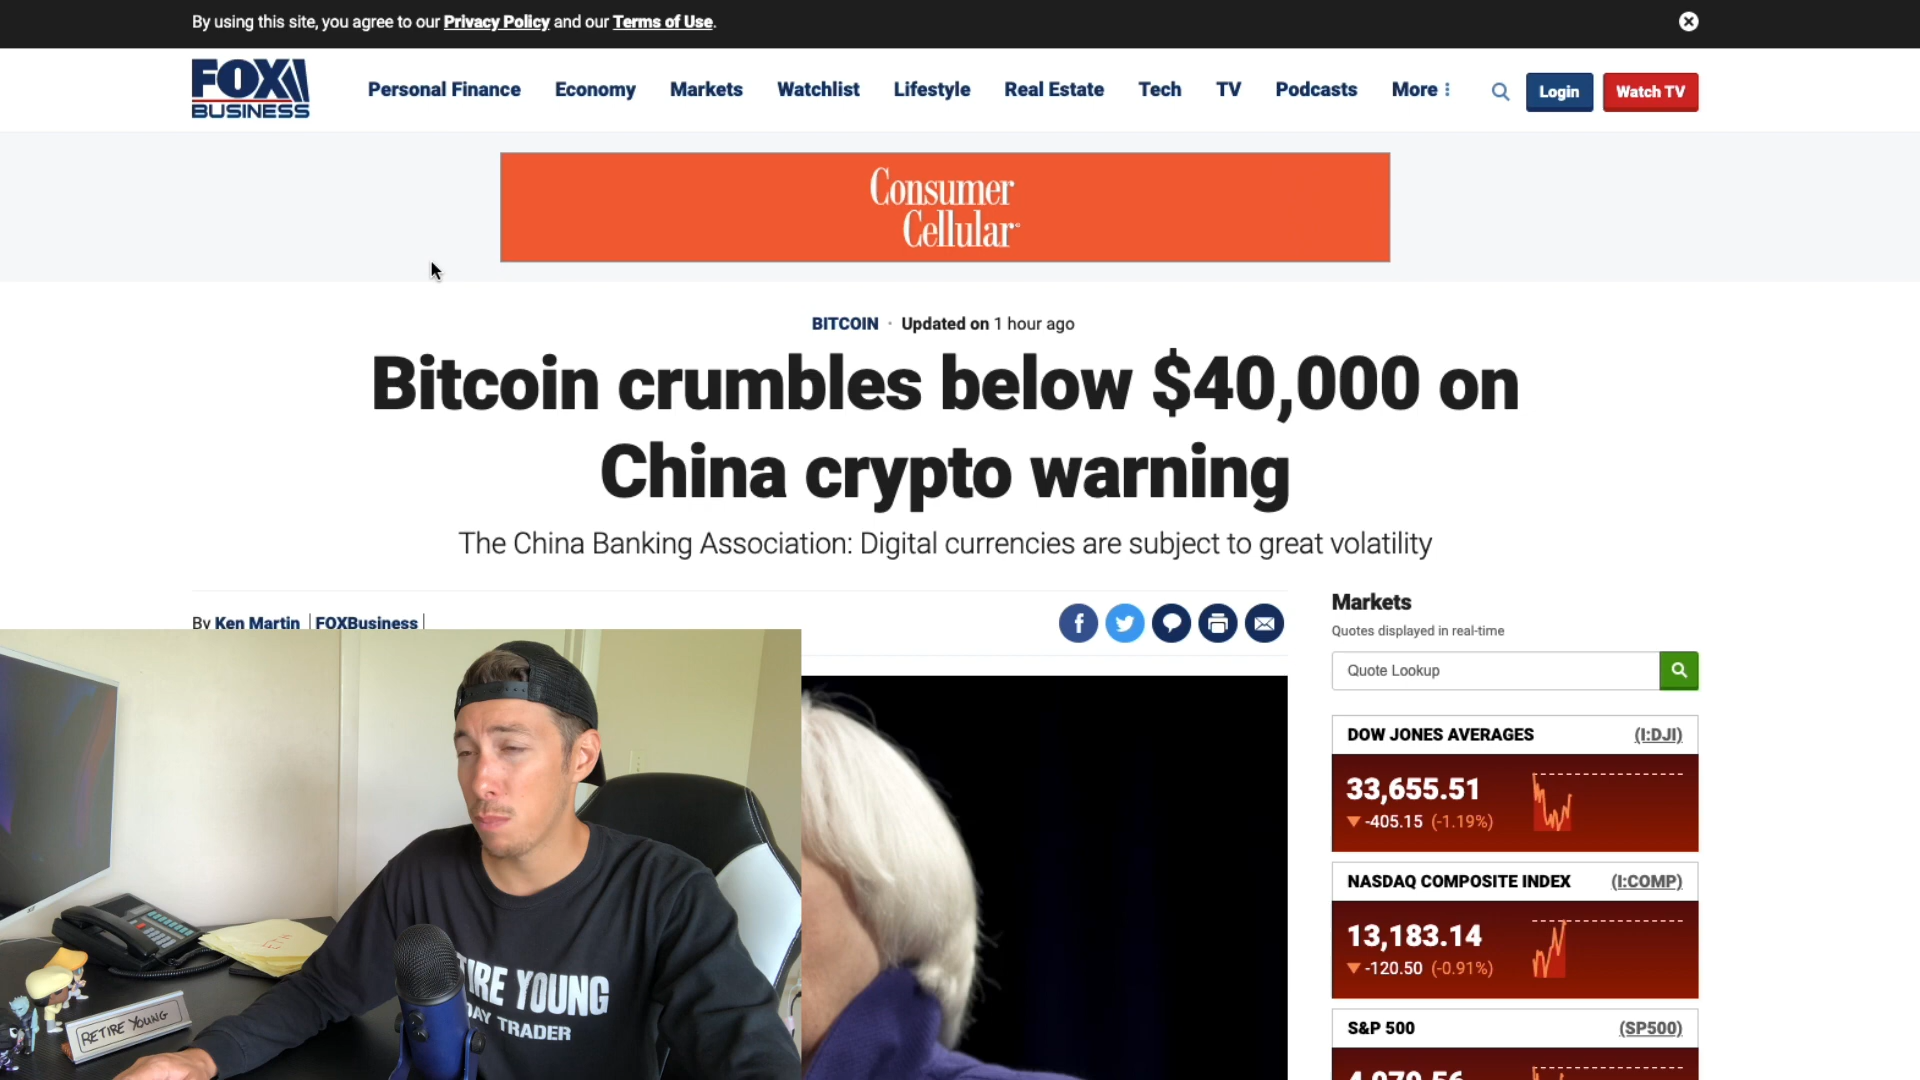 By using this site, you agree to our Privacy Policy and our Terms of Use.
FOX
BUSINESS
Personal Finance
Economy
Markets
Watchlist
Lifestyle
Real Estate
Tech
TV
Podcasts
More
Login
Watch TV
Consumer
Cellular
BITCOIN · Updated on 1 hour ago
Bitcoin crumbles below $40,000 on
China crypto warning
The China Banking Association: Digital currencies are subject to great volatility
By Ken Martin | FOXBusiness |
Markets
Quotes displayed in real-time
Quote Lookup
DOW JONES AVERAGES (I:DJI)
33,655.51
-405.15 (-1.19%)
NASDAQ COMPOSITE INDEX (I:COMP)
13,183.14
-120.50 (-0.91%)
S&P 500 (SP500)
RETIRE YOUNG
TIRE YOUNG
DAY TRADER